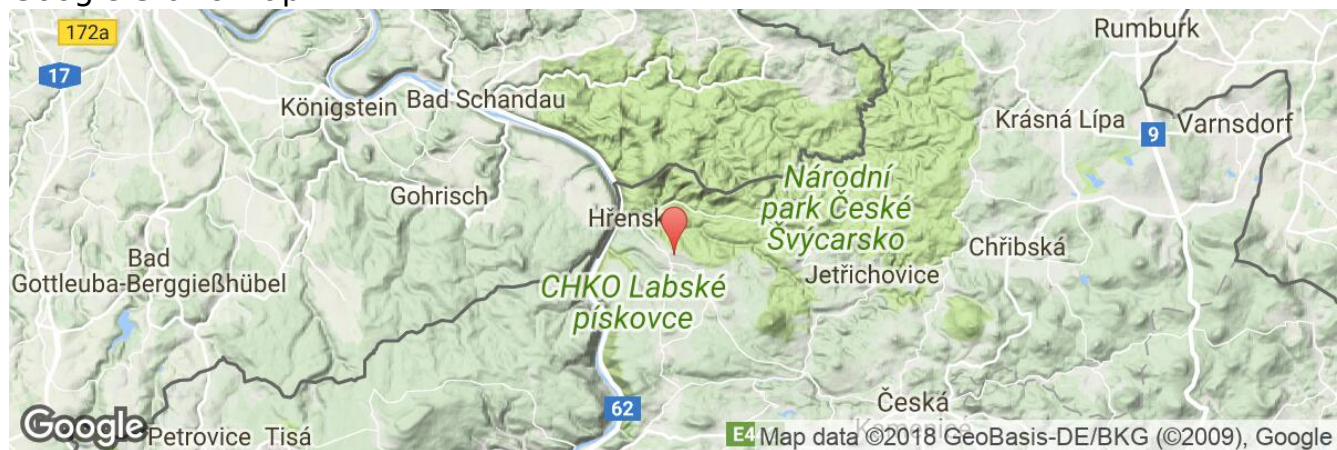 172a
Rumburk
17
Königstein
Bad Schandau
Krásná Lípa
9
Varnsdorf
Národní
park České
Švýcarsko
Gohrisch
Hřensko
Chřibská
Bad
Gottleuba-Berggießhübel
Jetřichovice
CHKO Labské
pískovce
Česká
62
Google
Petrovice
Tisá
Map data ©2018 GeoBasis-DE/BKG (©2009), Google